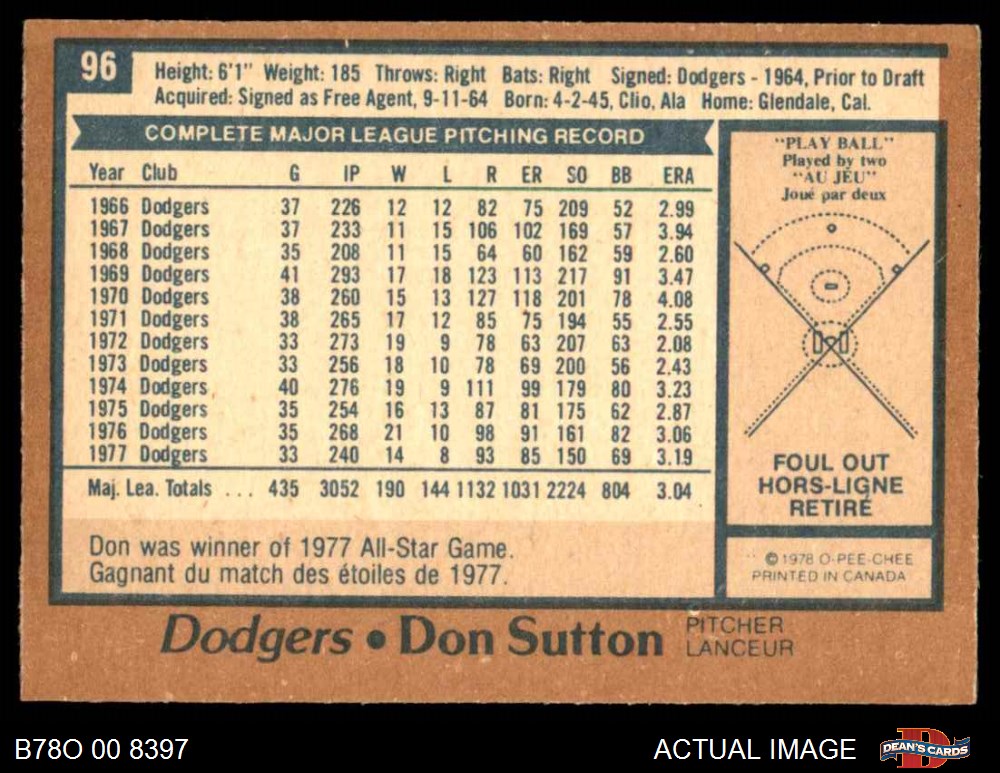 96
Height: 6'1" Weight: 185 Throws: Right Bats: Right Signed: Dodgers - 1964, Prior to Draft
Acquired: Signed as Free Agent, 9-11-64 Born: 4-2-45, Clio, Ala Home: Glendale, Cal.
COMPLETE MAJOR LEAGUE PITCHING RECORD
Year Club G IP W L R ER SO BB ERA
1966 Dodgers 37 226 12 12 82 75 209 52 2.99
1967 Dodgers 37 233 11 15 106 102 169 57 3.94
1968 Dodgers 35 208 11 15 64 60 162 59 2.60
1969 Dodgers 41 293 17 18 123 113 217 91 3.47
1970 Dodgers 38 260 15 13 127 118 201 78 4.08
1971 Dodgers 38 265 17 12 85 75 194 55 2.55
1972 Dodgers 33 273 19 9 78 63 207 63 2.08
1973 Dodgers 33 256 18 10 78 69 200 56 2.43
1974 Dodgers 40 276 19 9 111 99 179 80 3.23
1975 Dodgers 35 254 16 13 87 81 175 62 2.87
1976 Dodgers 35 268 21 10 98 91 161 82 3.06
1977 Dodgers 33 240 14 8 93 85 150 69 3.19
Maj. Lea. Totals ... 435 3052 190 144 1132 1031 2224 804 3.04
Don was winner of 1977 All-Star Game.
Gagnant du match des étoiles de 1977.
"PLAY BALL"
Played by two
"AU JEU"
Joué par deux
FOUL OUT
HORS-LIGNE
RETIRÉ
© 1978 O-PEE-CHEE
PRINTED IN CANADA
Dodgers • Don Sutton PITCHER
LANCEUR
B78O 00 8397
ACTUAL IMAGE
DEAN'S CARDS